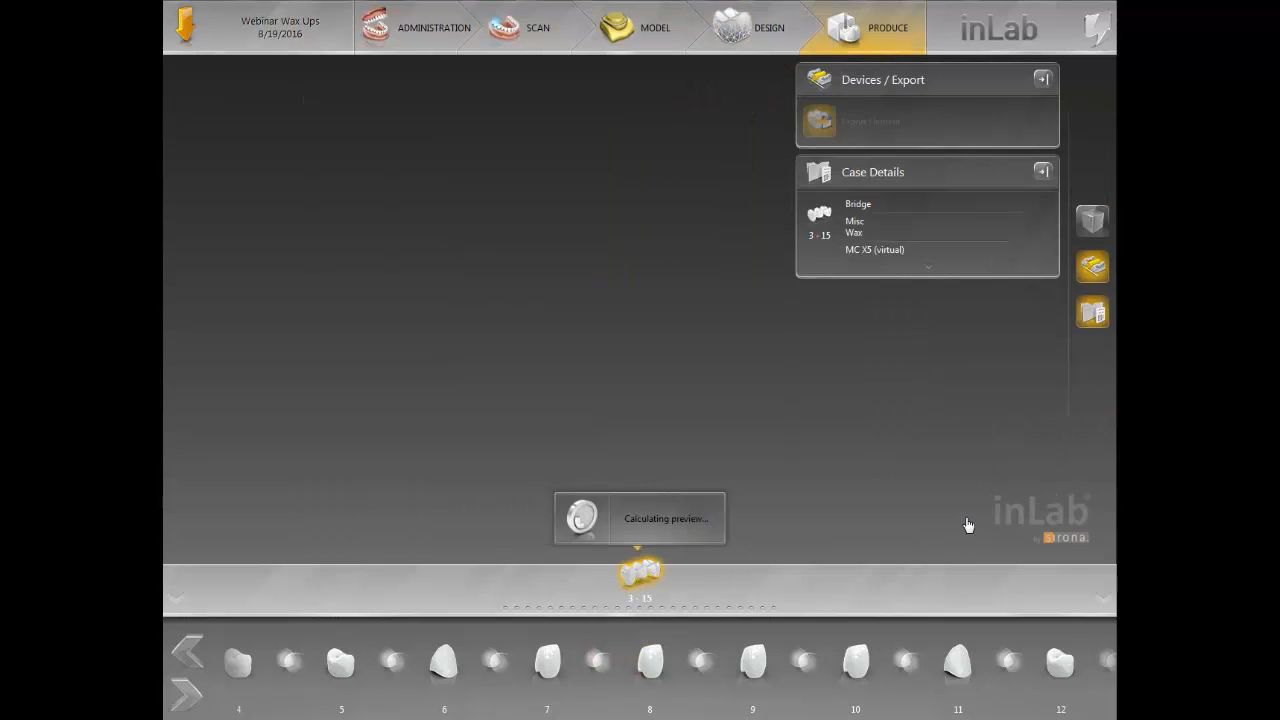 Webinar Wax Ups
8/19/2016
ADMINISTRATION
SCAN
MODEL
DESIGN
PRODUCE
inLab
Devices / Export
Case Details
Bridge
Misc
Wax
3 - 15
MC X5 (virtual)
inLab
by sirona.
Calculating preview...
3 - 15
4 5 6 7 8 9 10 11 12